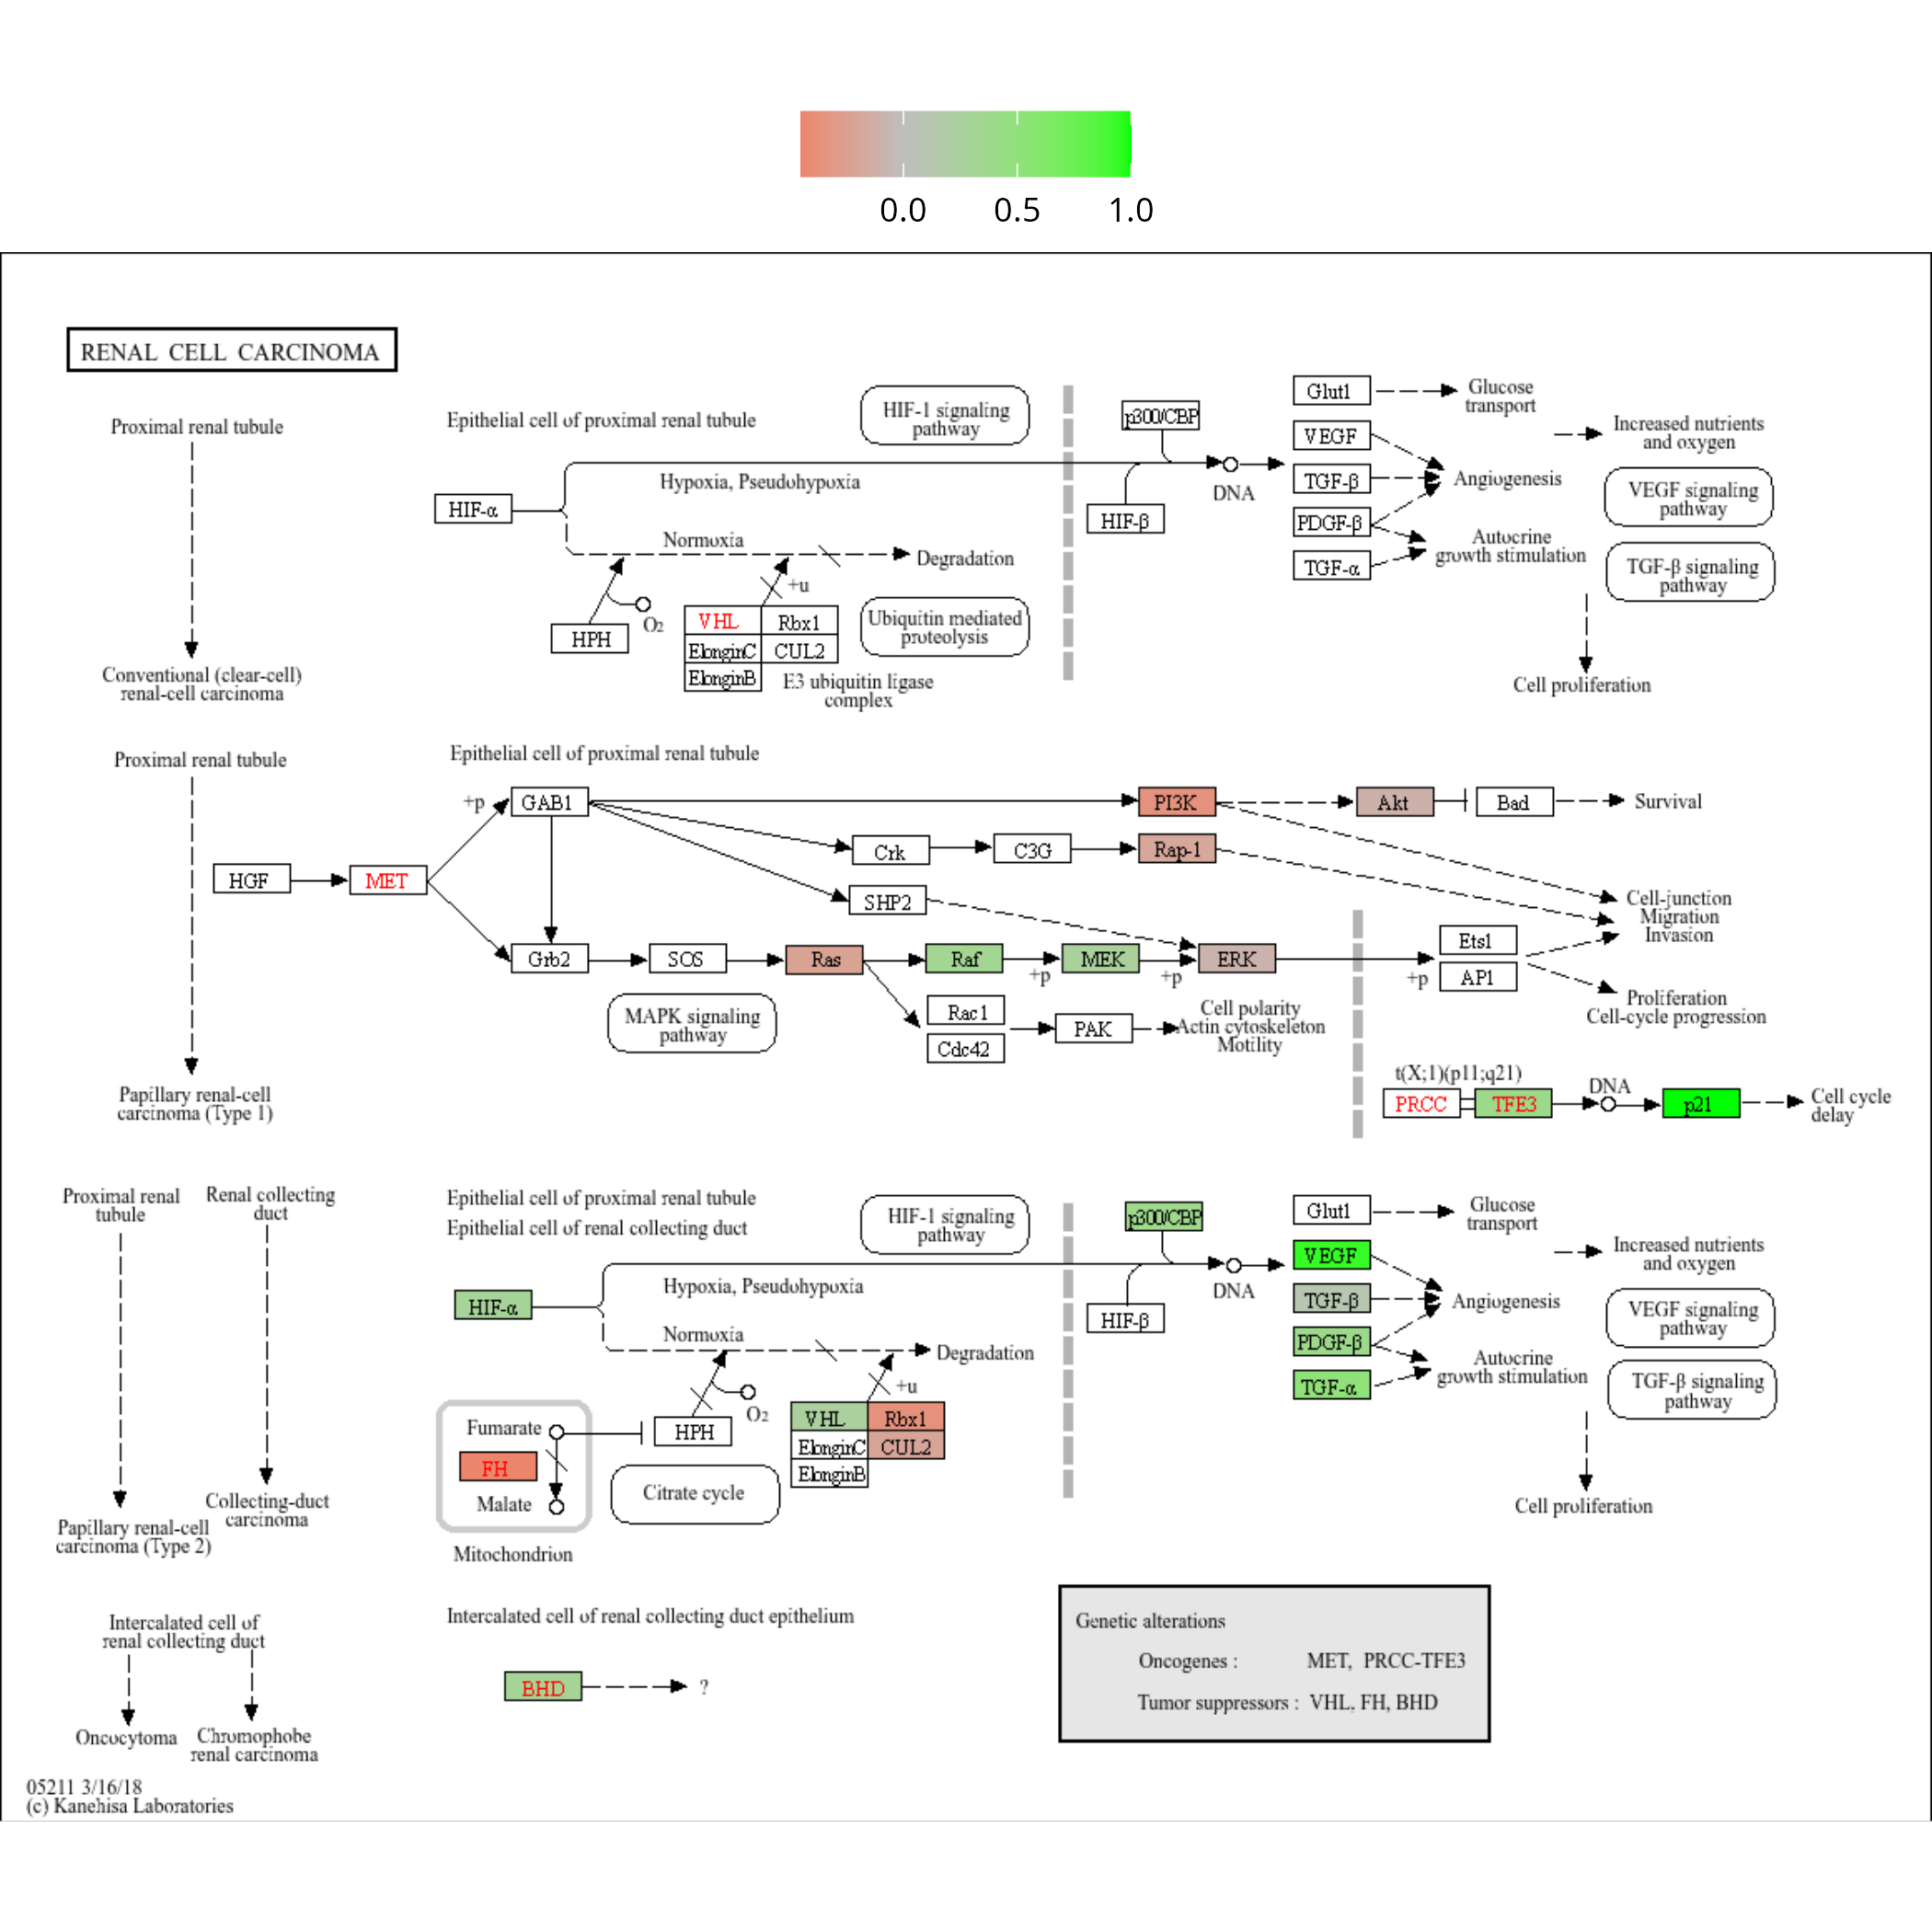 0.0 0.5 1.0
RENAL CELL CARCINOMA
Proximal renal tubule
Conventional (clear-cell)
renal-cell carcinoma
Epithelial cell of proximal renal tubule
HIF-1 signaling
pathway
HIF-α
Hypoxia, Pseudohypoxia
Normoxia
Degradation
HPH
O2
+u
VHL
Rbx1
ElonginC
CUL2
ElonginB
E3 ubiquitin ligase
complex
Ubiquitin mediated
proteolysis
p300/CBP
HIF-β
DNA
Glut1
VEGF
TGF-β
PDGF-β
TGF-α
Glucose
transport
Angiogenesis
Autocrine
growth stimulation
Increased nutrients
and oxygen
VEGF signaling
pathway
TGF-β signaling
pathway
Cell proliferation
Proximal renal tubule
Papillary renal-cell
carcinoma (Type 1)
Epithelial cell of proximal renal tubule
HGF
MET
+p
GAB1
PI3K
Akt
Bad
Survival
Crk
C3G
Rap-1
SHP2
Grb2
SOS
Ras
Raf
+p
MEK
+p
ERK
+p
Ets1
AP1
Cell-junction
Migration
Invasion
Proliferation
Cell-cycle progression
MAPK signaling
pathway
Rac1
Cdc42
PAK
Cell polarity
Actin cytoskeleton
Motility
t(X;1)(p11;q21)
PRCC
TFE3
DNA
p21
Cell cycle
delay
Proximal renal
tubule
Renal collecting
duct
Papillary renal-cell
carcinoma (Type 2)
Collecting-duct
carcinoma
Epithelial cell of proximal renal tubule
Epithelial cell of renal collecting duct
HIF-1 signaling
pathway
HIF-α
Hypoxia, Pseudohypoxia
Normoxia
Degradation
Fumarate
FH
Malate
Mitochondrion
HPH
O2
+u
VHL
Rbx1
ElonginC
CUL2
ElonginB
Citrate cycle
p300/CBP
HIF-β
DNA
Glut1
VEGF
TGF-β
PDGF-β
TGF-α
Glucose
transport
Angiogenesis
Autocrine
growth stimulation
Increased nutrients
and oxygen
VEGF signaling
pathway
TGF-β signaling
pathway
Cell proliferation
Intercalated cell of
renal collecting duct
Oncocytoma
Chromophobe
renal carcinoma
Intercalated cell of renal collecting duct epithelium
BHD
?
Genetic alterations
Oncogenes : MET, PRCC-TFE3
Tumor suppressors : VHL, FH, BHD
05211 3/16/18
(c) Kanehisa Laboratories